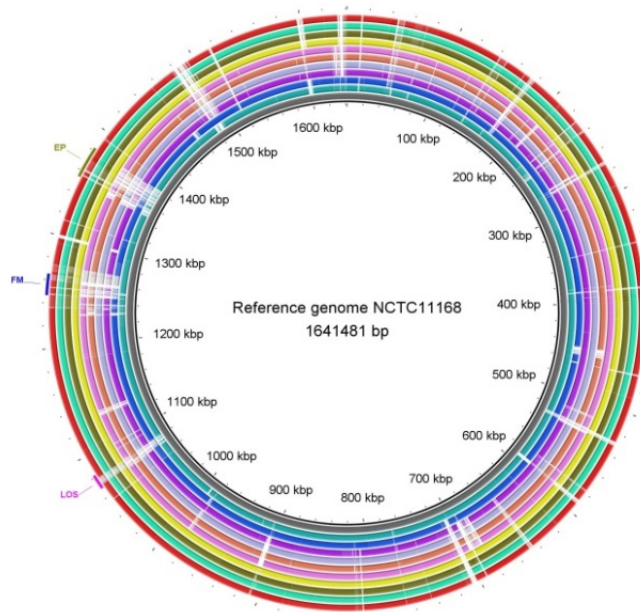 1600 kbp
100 kbp
1500 kbp
EP
200 kbp
1400 kbp
300 kbp
1300 kbp
FM
Reference genome NCTC11168
1641481 bp
400 kbp
1200 kbp
500 kbp
1100 kbp
600 kbp
1000 kbp
700 kbp
LOS
900 kbp
800 kbp